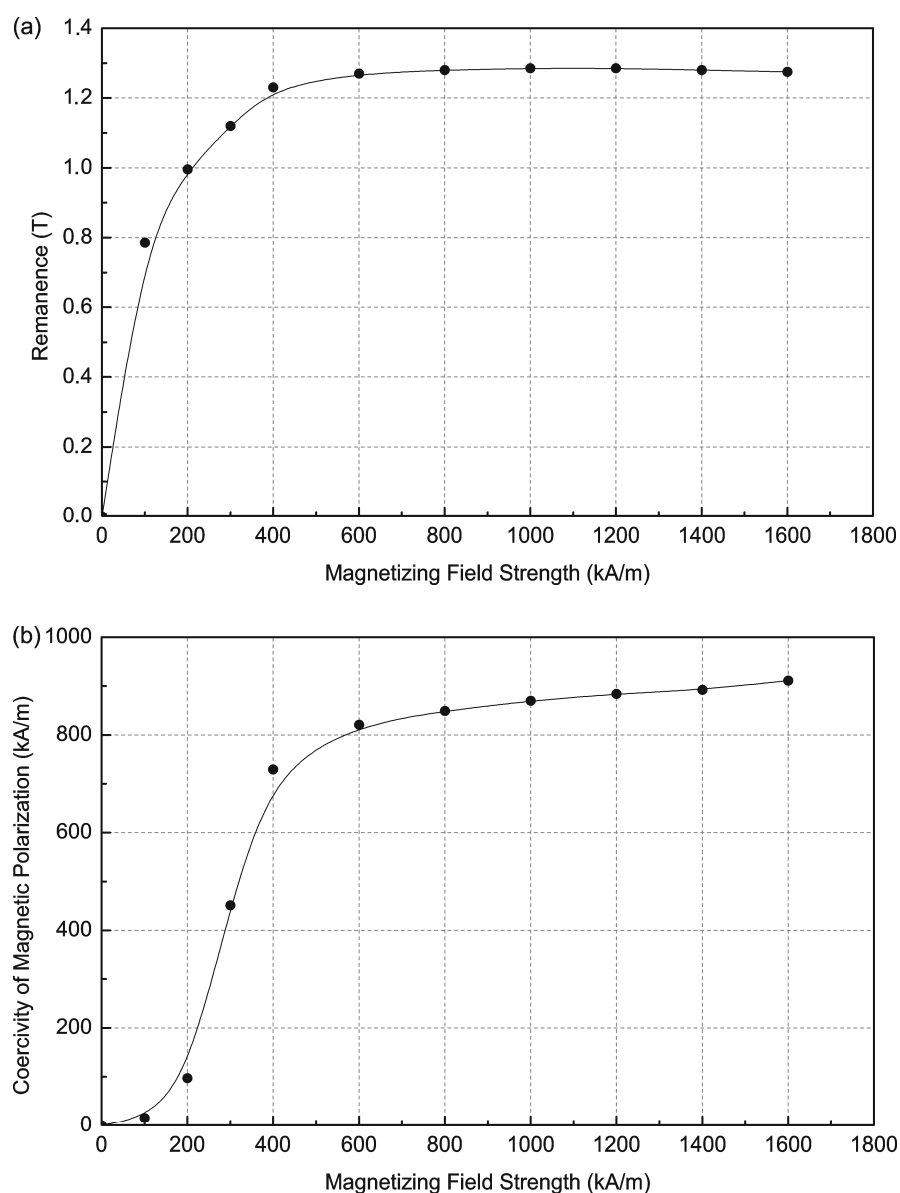 (a)
1.4
1.2
1.0
0.8
0.6
0.4
0.2
0.0
Remanence (T)
0 200 400 600 800 1000 1200 1400 1600 1800
Magnetizing Field Strength (kA/m)
(b)
1000
800
600
400
200
0
Coercivity of Magnetic Polarization (kA/m)
0 200 400 600 800 1000 1200 1400 1600 1800
Magnetizing Field Strength (kA/m)